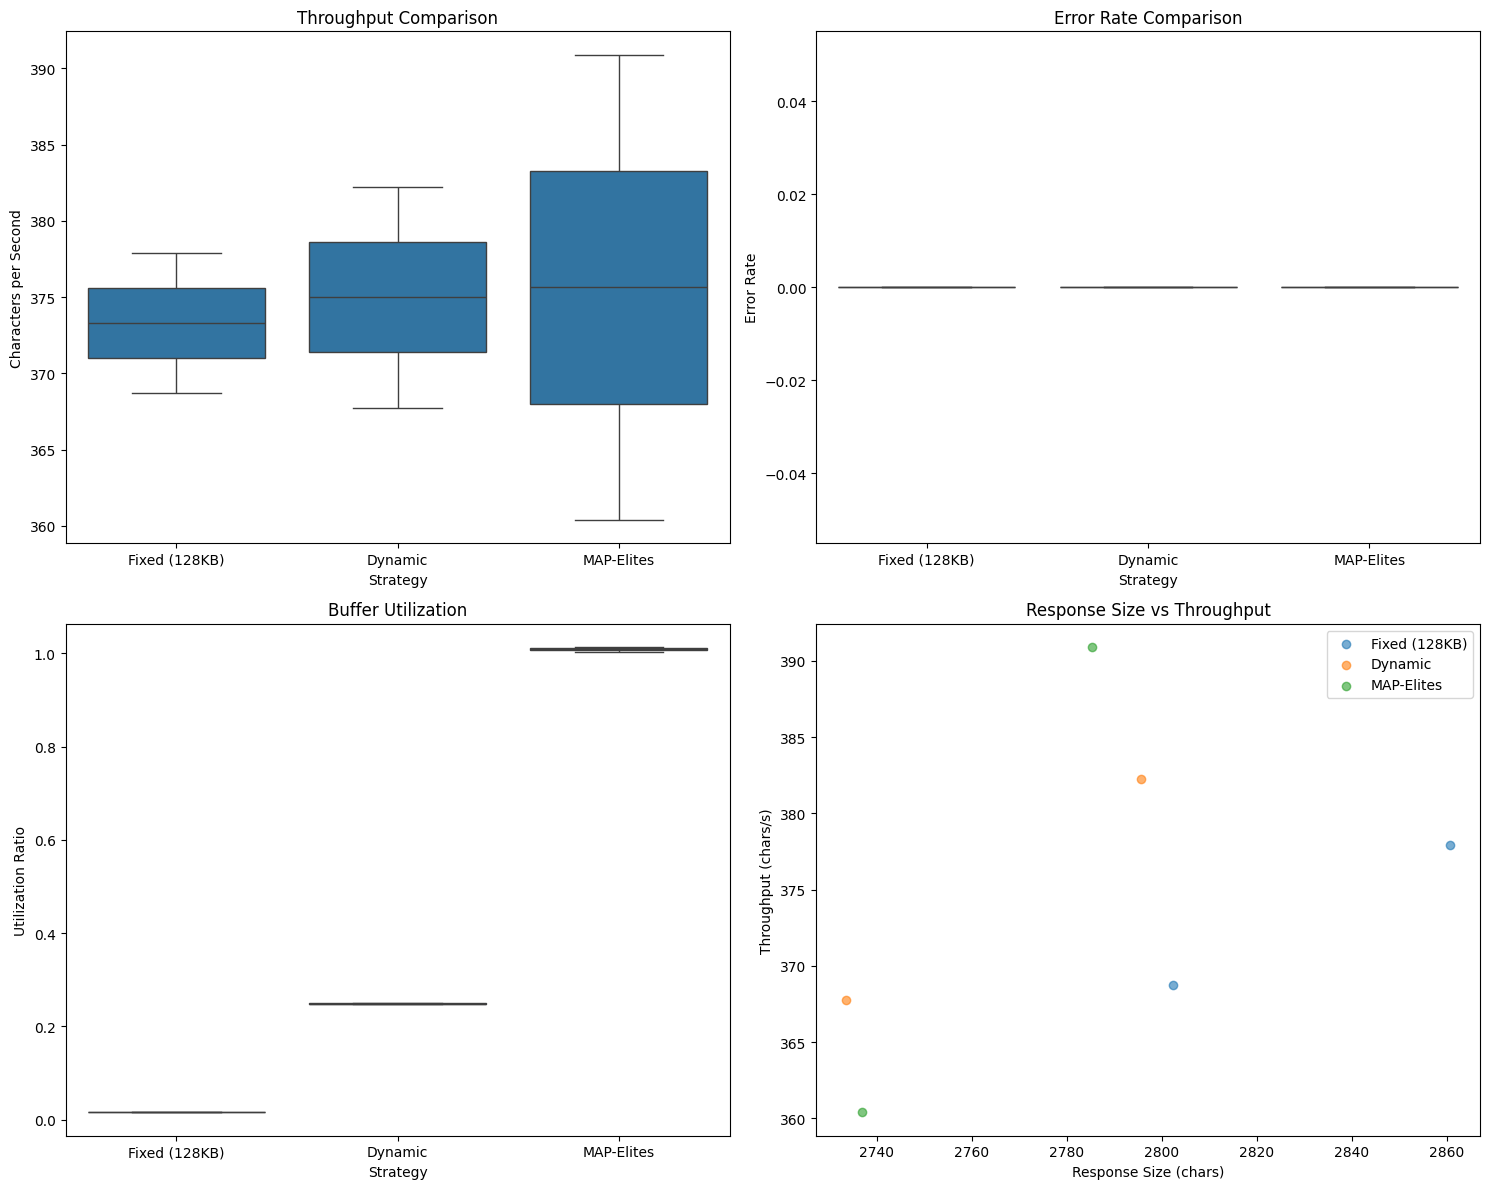 Throughput Comparison
Characters per Second
390
385
380
375
370
365
360
Fixed (128KB)
Dynamic
MAP-Elites
Strategy
Error Rate Comparison
Error Rate
0.04
0.02
0.00
−0.02
−0.04
Fixed (128KB)
Dynamic
MAP-Elites
Strategy
Buffer Utilization
Utilization Ratio
1.0
0.8
0.6
0.4
0.2
0.0
Fixed (128KB)
Dynamic
MAP-Elites
Strategy
Response Size vs Throughput
Throughput (chars/s)
390
385
380
375
370
365
360
Fixed (128KB)
Dynamic
MAP-Elites
2740
2760
2780
2800
2820
2840
2860
Response Size (chars)